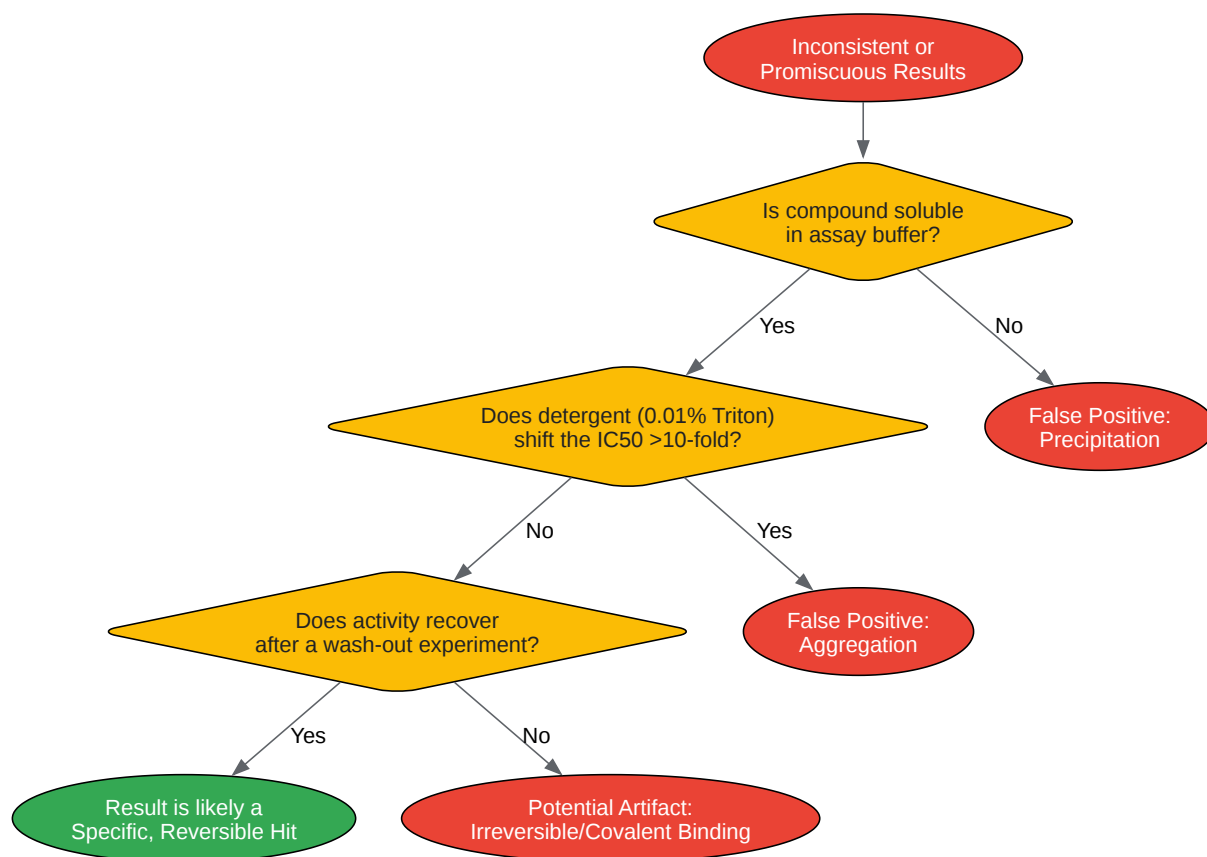 Inconsistent or
Promiscuous Results
Is compound soluble
in assay buffer?
Yes
No
Does detergent (0.01% Triton)
shift the IC50 >10-fold?
False Positive:
Precipitation
No
Yes
Does activity recover
after a wash-out experiment?
False Positive:
Aggregation
Yes
No
Result is likely a
Specific, Reversible Hit
Potential Artifact:
Irreversible/Covalent Binding